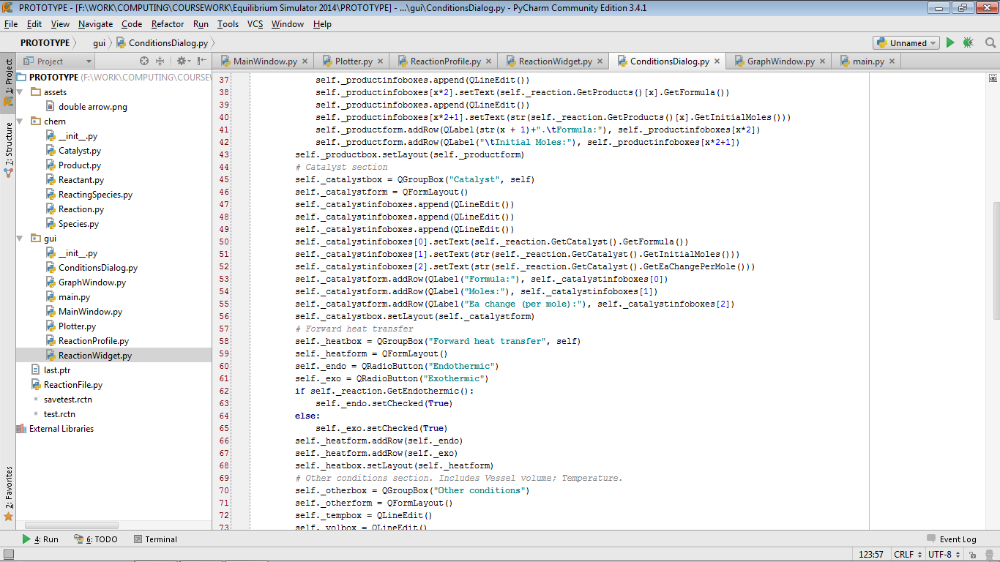 PROTOTYPE - [F:\WORK\COMPUTING\COURSEWORK\Equilibrium Simulator 2014\PROTOTYPE] - ...\gui\ConditionsDialog.py - PyCharm Community Edition 3.4.1
File Edit View Navigate Code Refactor Run Tools VCS Window Help
PROTOTYPE gui ConditionsDialog.py Unnamed
Project MainWindow.py Plotter.py ReactionProfile.py ReactionWidget.py ConditionsDialog.py GraphWindow.py main.py
1: Project
7: Structure
2: Favorites
PROTOTYPE (F:\WORK\COMPUTING\COURSEW
assets
double arrow.png
chem
__init__.py
Catalyst.py
Product.py
Reactant.py
ReactingSpecies.py
Reaction.py
Species.py
gui
__init__.py
ConditionsDialog.py
GraphWindow.py
main.py
MainWindow.py
Plotter.py
ReactionProfile.py
ReactionWidget.py
last.ptr
ReactionFile.py
savetest.rctn
test.rctn
External Libraries
37 self._productinfoboxes.append(QLineEdit())
38 self._productinfoboxes[x*2].setText(self._reaction.GetProducts()[x].GetFormula())
39 self._productinfoboxes.append(QLineEdit())
40 self._productinfoboxes[x*2+1].setText(str(self._reaction.GetProducts()[x].GetInitialMoles()))
41 self._productform.addRow(QLabel(str(x + 1)+".\tFormula:"), self._productinfoboxes[x*2])
42 self._productform.addRow(QLabel("\tInitial Moles:"), self._productinfoboxes[x*2+1])
43 self._productbox.setLayout(self._productform)
44 # Catalyst section
45 self._catalystbox = QGroupBox("Catalyst", self)
46 self._catalystform = QFormLayout()
47 self._catalystinfoboxes.append(QLineEdit())
48 self._catalystinfoboxes.append(QLineEdit())
49 self._catalystinfoboxes.append(QLineEdit())
50 self._catalystinfoboxes[0].setText(self._reaction.GetCatalyst().GetFormula())
51 self._catalystinfoboxes[1].setText(str(self._reaction.GetCatalyst().GetInitialMoles()))
52 self._catalystinfoboxes[2].setText(str(self._reaction.GetCatalyst().GetEaChangePerMole()))
53 self._catalystform.addRow(QLabel("Formula:"), self._catalystinfoboxes[0])
54 self._catalystform.addRow(QLabel("Moles:"), self._catalystinfoboxes[1])
55 self._catalystform.addRow(QLabel("Ea change (per mole):"), self._catalystinfoboxes[2])
56 self._catalystbox.setLayout(self._catalystform)
57 # Forward heat transfer
58 self._heatbox = QGroupBox("Forward heat transfer", self)
59 self._heatform = QFormLayout()
60 self._endo = QRadioButton("Endothermic")
61 self._exo = QRadioButton("Exothermic")
62 if self._reaction.GetEndothermic():
63 self._endo.setChecked(True)
64 else:
65 self._exo.setChecked(True)
66 self._heatform.addRow(self._endo)
67 self._heatform.addRow(self._exo)
68 self._heatbox.setLayout(self._heatform)
69 # Other conditions section. Includes Vessel volume; Temperature.
70 self._otherbox = QGroupBox("Other conditions")
71 self._otherform = QFormLayout()
72 self._tempbox = QLineEdit()
73 self._volbox = QLineEdit()
4: Run 6: TODO Terminal Event Log
123:57 CRLF UTF-8